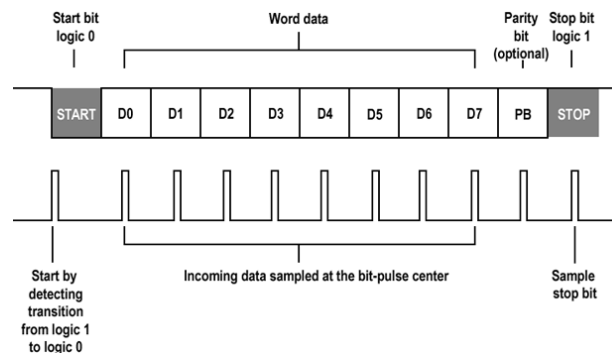 Start bit
logic 0
Word data
Parity
bit
(optional)
Stop bit
logic 1
START
D0
D1
D2
D3
D4
D5
D6
D7
PB
STOP
Start by
detecting
transition
from logic 1
to logic 0
Incoming data sampled at the bit-pulse center
Sample
stop bit